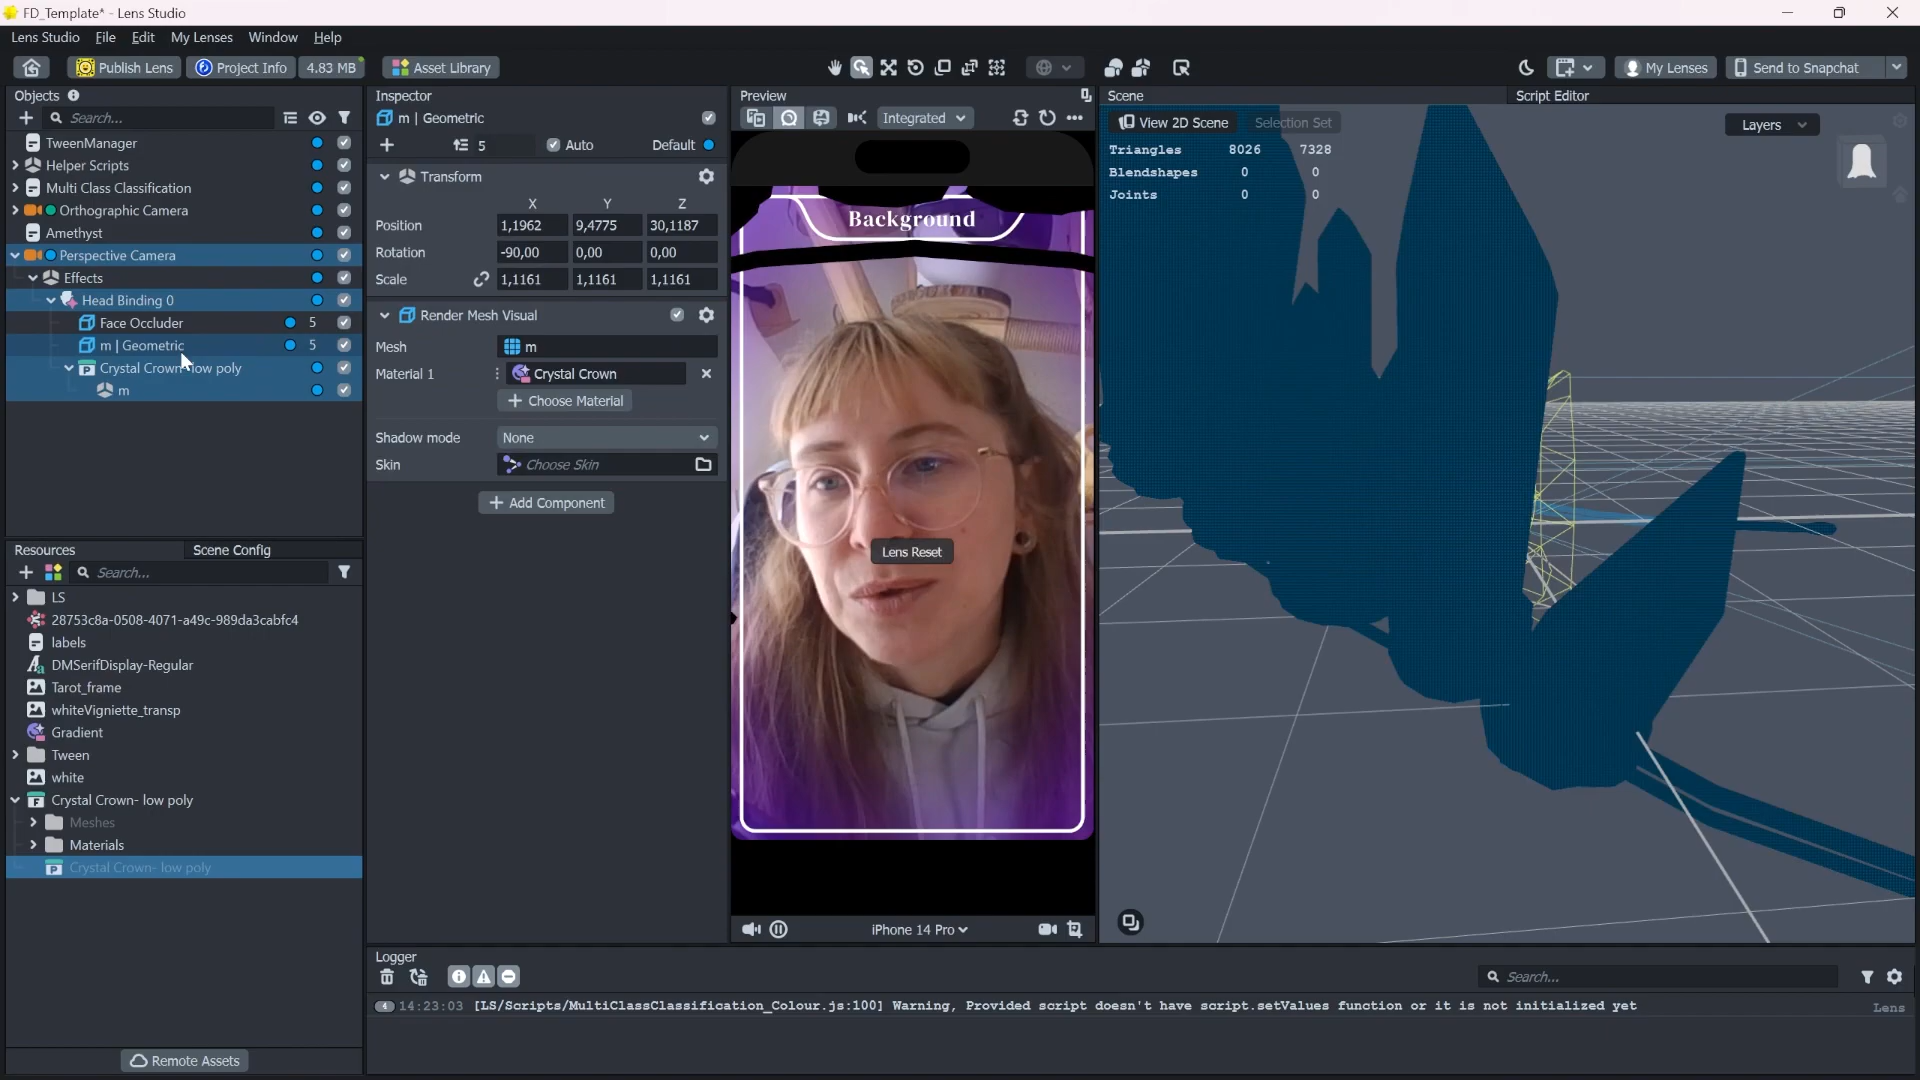 FD_Template* - Lens Studio
Lens Studio File Edit My Lenses Window Help
Publish Lens Project Info 4.83 MB Asset Library My Lenses Send to Snapchat
Objects
Search...
TweenManager
Helper Scripts
Multi Class Classification
Orthographic Camera
Amethyst
Perspective Camera
Effects
Head Binding 0
Face Occluder 5
m | Geometric 5
Crystal Crown- low poly
m
Resources Scene Config
Search...
LS
28753c8a-0508-4071-a49c-989da3cabfc4
labels
DMSerifDisplay-Regular
Tarot_frame
whiteVigniette_transp
Gradient
Tween
white
Crystal Crown- low poly
Meshes
Materials
Crystal Crown- low poly
Remote Assets
Inspector
m | Geometric
5 Auto Default
Transform
X Y Z
Position 1,1962 9,4775 30,1187
Rotation -90,00 0,00 0,00
Scale 1,1161 1,1161 1,1161
Render Mesh Visual
Mesh m
Material 1 Crystal Crown
Choose Material
Shadow mode None
Skin Choose Skin
Add Component
Preview
Integrated
Background
Lens Reset
iPhone 14 Pro
Scene Script Editor
View 2D Scene Selection Set Layers
Triangles 8026 7328
Blendshapes 0 0
Joints 0 0
Logger
Search...
4 14:23:03 [LS/Scripts/MultiClassClassification_Colour.js:100] Warning, Provided script doesn't have script.setValues function or it is not initialized yet Lens